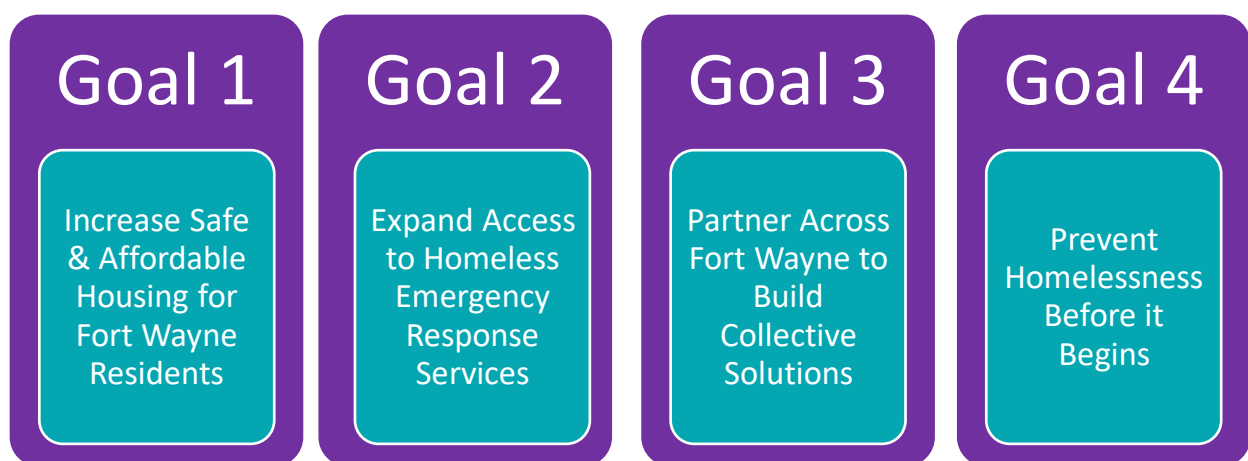 Goal 1
Increase Safe
& Affordable
Housing for
Fort Wayne
Residents
Goal 2
Expand Access
to Homeless
Emergency
Response
Services
Goal 3
Partner Across
Fort Wayne to
Build
Collective
Solutions
Goal 4
Prevent
Homelessness
Before it
Begins